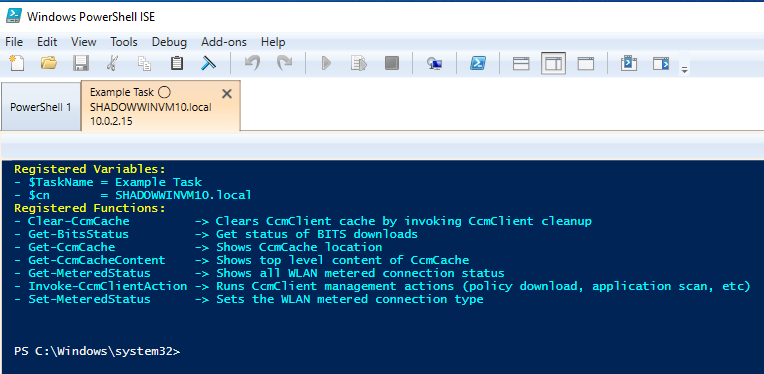 Windows PowerShell ISE
File Edit View Tools Debug Add-ons Help
PowerShell 1
Example Task
SHADOWWINVM10.local
10.0.2.15
Registered Variables:
- $TaskName = Example Task
- $cn       = SHADOWWINVM10.local
Registered Functions:
- Clear-CcmCache         -> Clears CcmClient cache by invoking CcmClient cleanup
- Get-BitsStatus         -> Get status of BITS downloads
- Get-CcmCache           -> Shows CcmCache location
- Get-CcmCacheContent    -> Shows top level content of CcmCache
- Get-MeteredStatus      -> Shows all WLAN metered connection status
- Invoke-CcmClientAction -> Runs CcmClient management actions (policy download, application scan, etc)
- Set-MeteredStatus      -> Sets the WLAN metered connection type
PS C:\Windows\system32>